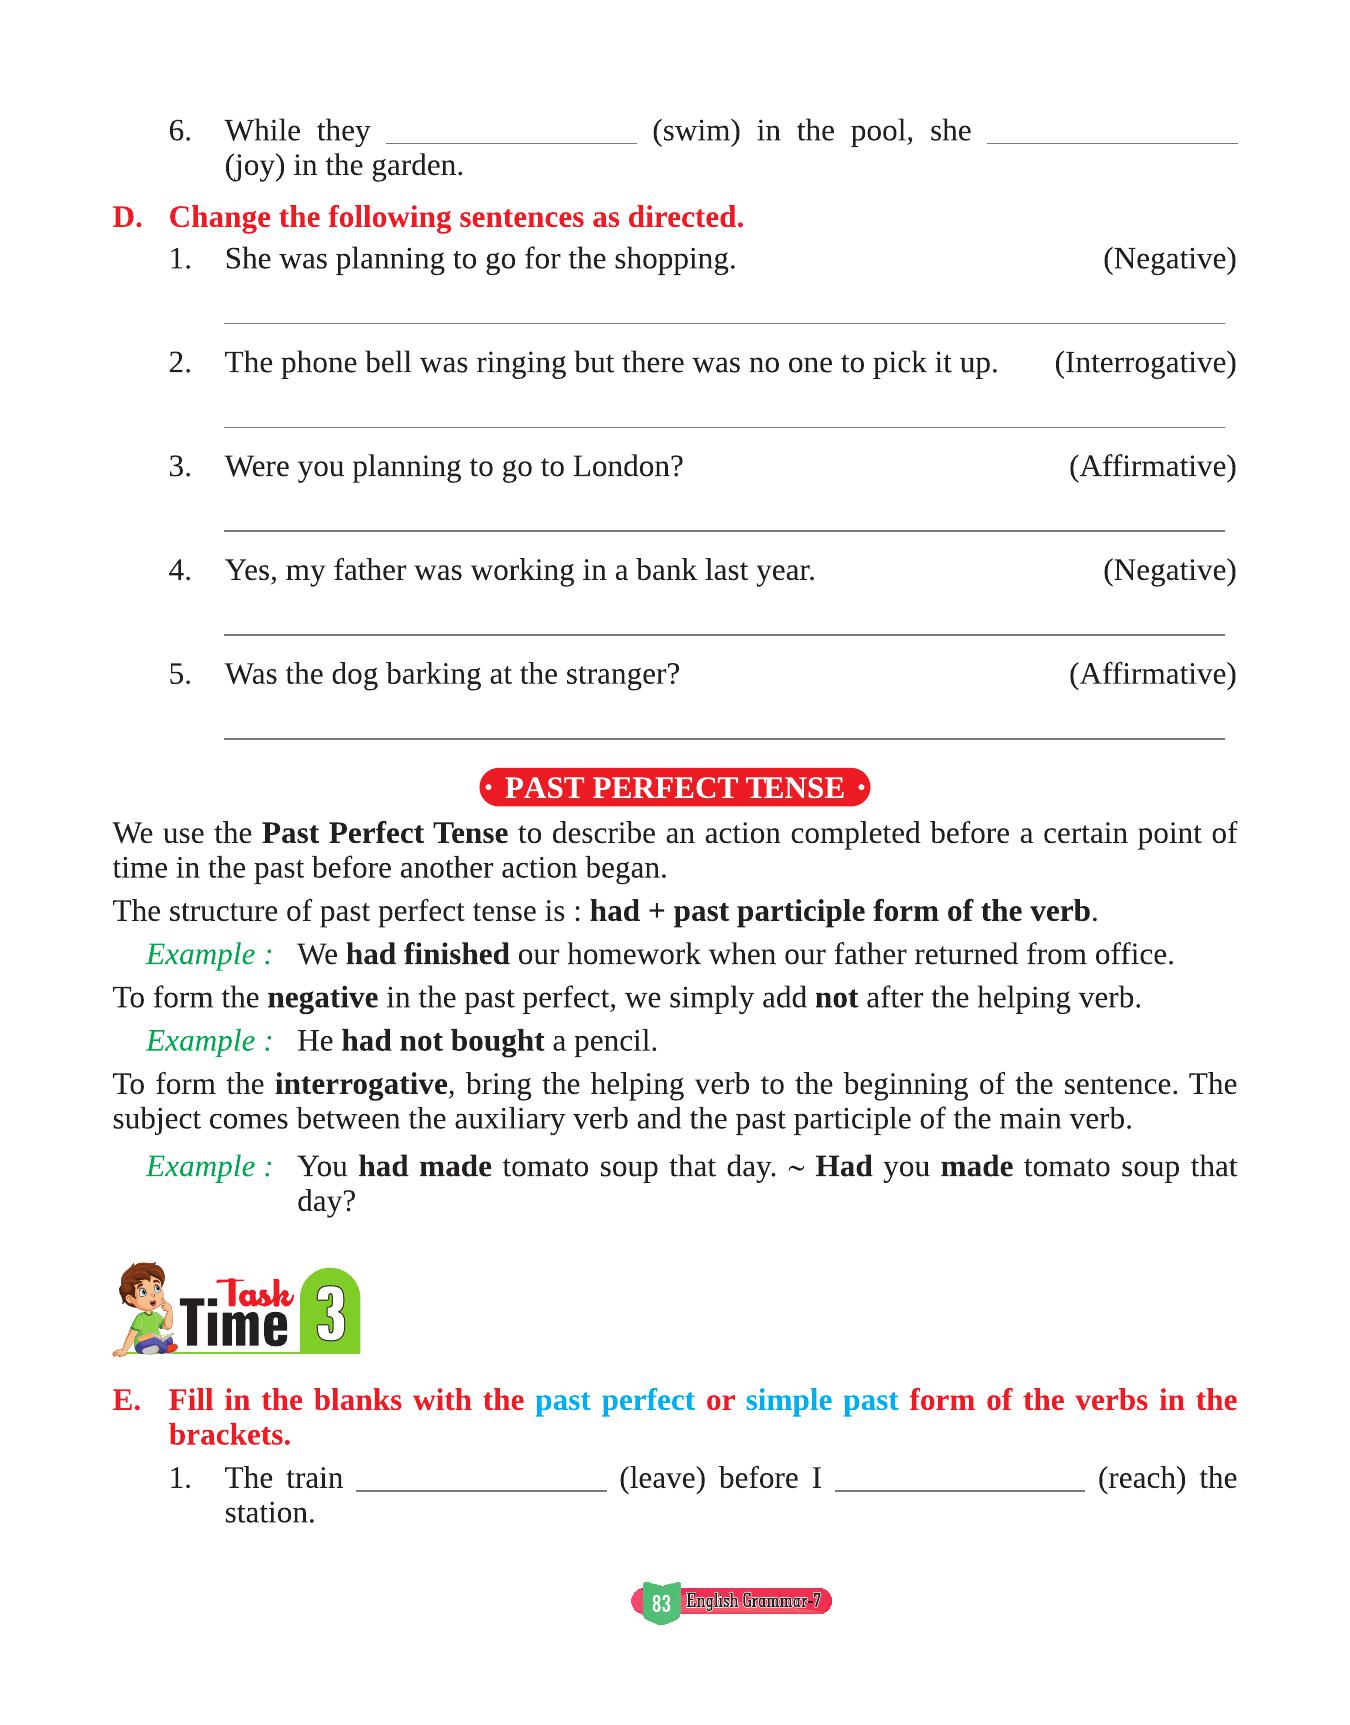 6. While they ____________ (swim) in the pool, she ____________
(joy) in the garden.
D. Change the following sentences as directed.
1. She was planning to go for the shopping. (Negative)
2. The phone bell was ringing but there was no one to pick it up. (Interrogative)
3. Were you planning to go to London? (Affirmative)
4. Yes, my father was working in a bank last year. (Negative)
5. Was the dog barking at the stranger? (Affirmative)
• PAST PERFECT TENSE •
We use the Past Perfect Tense to describe an action completed before a certain point of
time in the past before another action began.
The structure of past perfect tense is : had + past participle form of the verb.
Example : We had finished our homework when our father returned from office.
To form the negative in the past perfect, we simply add not after the helping verb.
Example : He had not bought a pencil.
To form the interrogative, bring the helping verb to the beginning of the sentence. The
subject comes between the auxiliary verb and the past participle of the main verb.
Example : You had made tomato soup that day. ~ Had you made tomato soup that
day?
Task
Time 3
E. Fill in the blanks with the past perfect or simple past form of the verbs in the
brackets.
1. The train ____________ (leave) before I ____________ (reach) the
station.
83 English Grammar-7